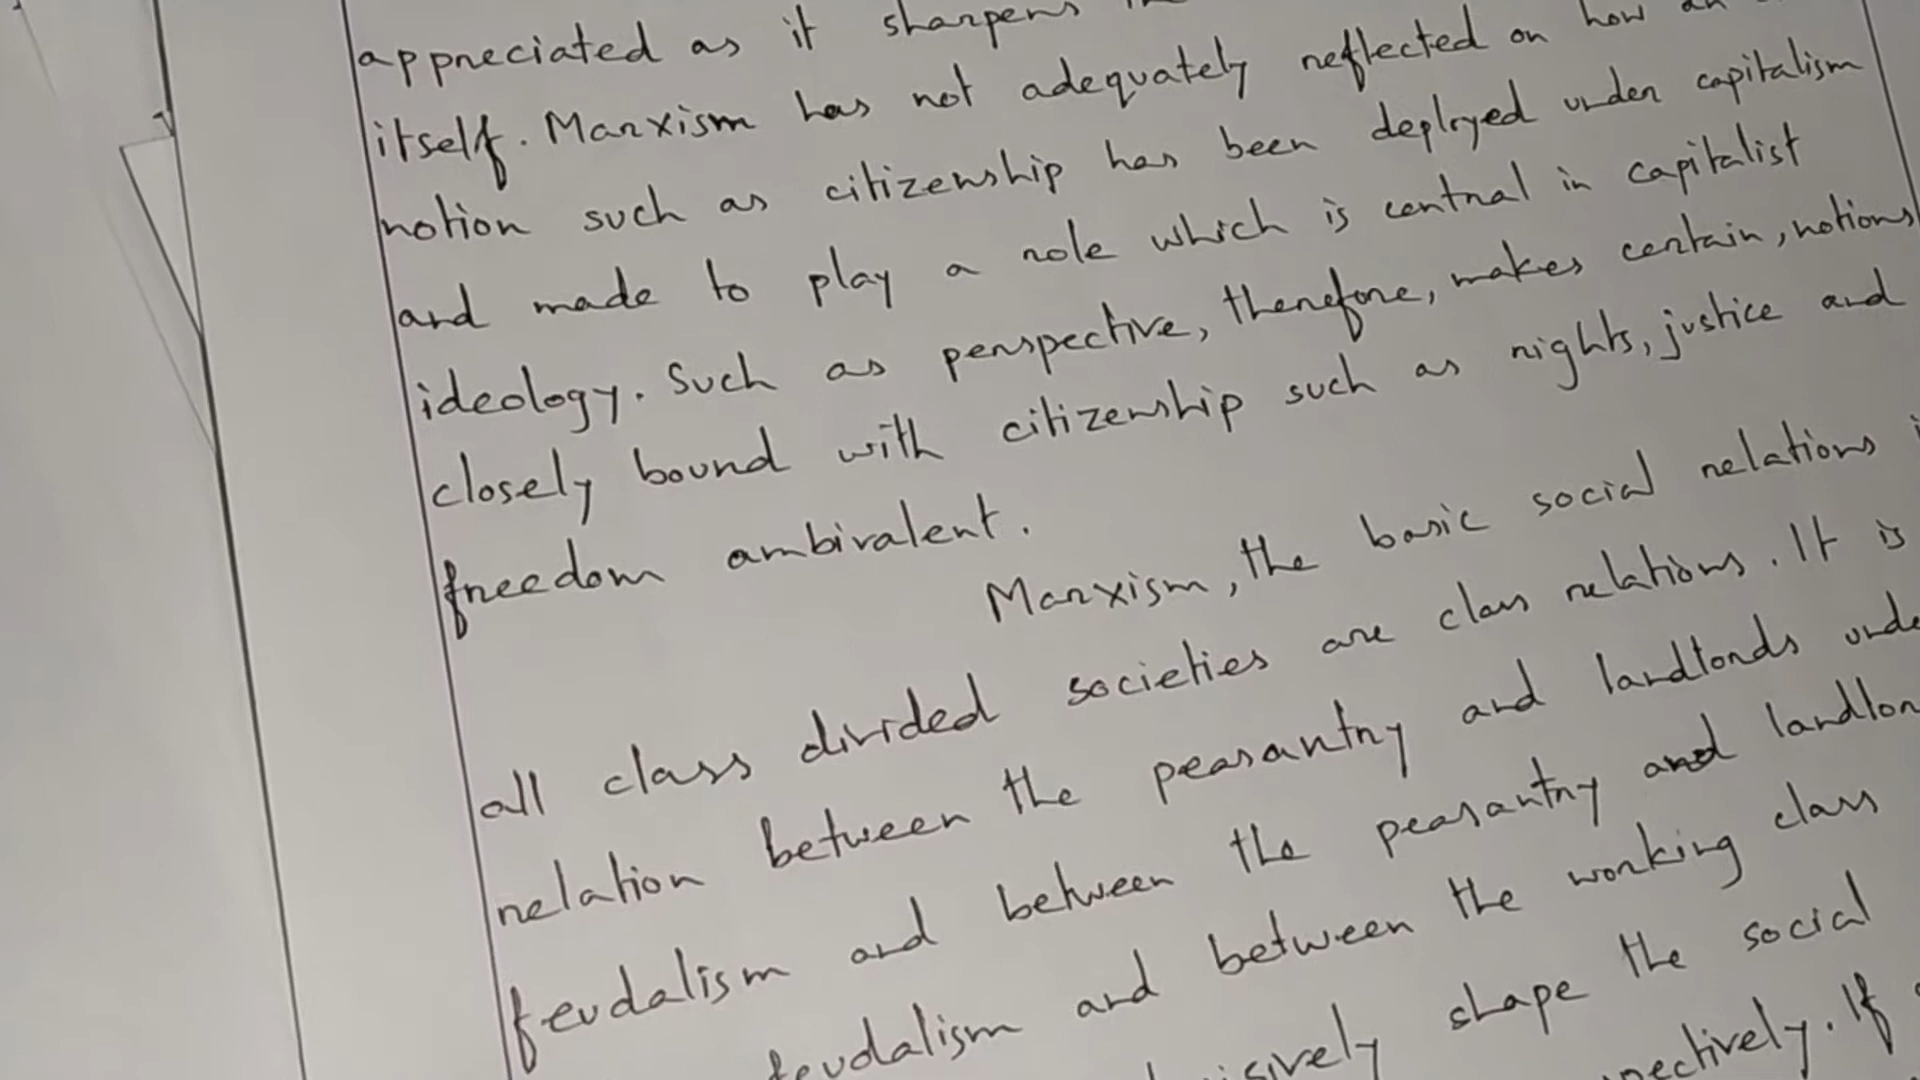 appreciated as it sharpens
itself. Marxism has not adequately reflected on how an
notion such as citizenship has been deployed under capitalism
and made to play a role which is central in capitalist
ideology. Such as perspective, therefore, makes certain, notions
closely bound with citizenship such as rights, justice and
freedom ambivalent.
Marxism, the basic social relations
all class divided societies are class relations. It is
relation between the peasantry and landlords
feudalism and between the peasantry and
feudalism and between the working class
shape the social
If